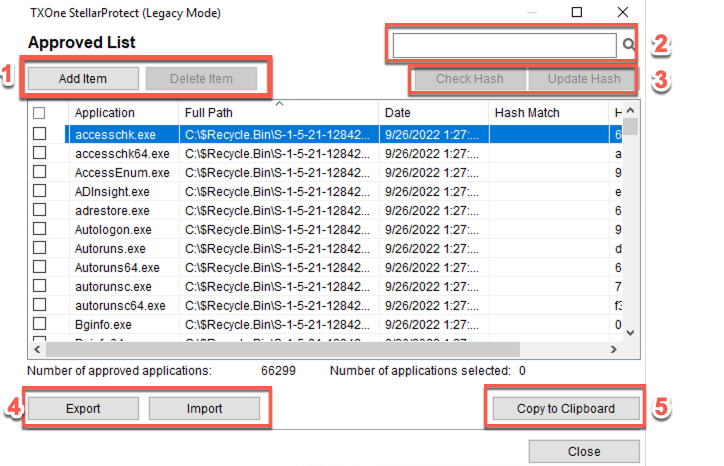 TXOne StellarProtect (Legacy Mode)
Approved List
2
1
Add Item Delete Item
Check Hash Update Hash
3
Application Full Path Date Hash Match H
accesschk.exe C:\$Recycle.Bin\S-1-5-21-12842... 9/26/2022 1:27:... 6
accesschk64.exe C:\$Recycle.Bin\S-1-5-21-12842... 9/26/2022 1:27:... a
AccessEnum.exe C:\$Recycle.Bin\S-1-5-21-12842... 9/26/2022 1:27:... 9
ADInsight.exe C:\$Recycle.Bin\S-1-5-21-12842... 9/26/2022 1:27:... e
adrestore.exe C:\$Recycle.Bin\S-1-5-21-12842... 9/26/2022 1:27:... 6
Autologon.exe C:\$Recycle.Bin\S-1-5-21-12842... 9/26/2022 1:27:... 9
Autoruns.exe C:\$Recycle.Bin\S-1-5-21-12842... 9/26/2022 1:27:... d
Autoruns64.exe C:\$Recycle.Bin\S-1-5-21-12842... 9/26/2022 1:27:... 6
autorunsc.exe C:\$Recycle.Bin\S-1-5-21-12842... 9/26/2022 1:27:... 7
autorunsc64.exe C:\$Recycle.Bin\S-1-5-21-12842... 9/26/2022 1:27:... f3
Bginfo.exe C:\$Recycle.Bin\S-1-5-21-12842... 9/26/2022 1:27:... 0
Number of approved applications: 66299 Number of applications selected: 0
4
Export Import
Copy to Clipboard
5
Close